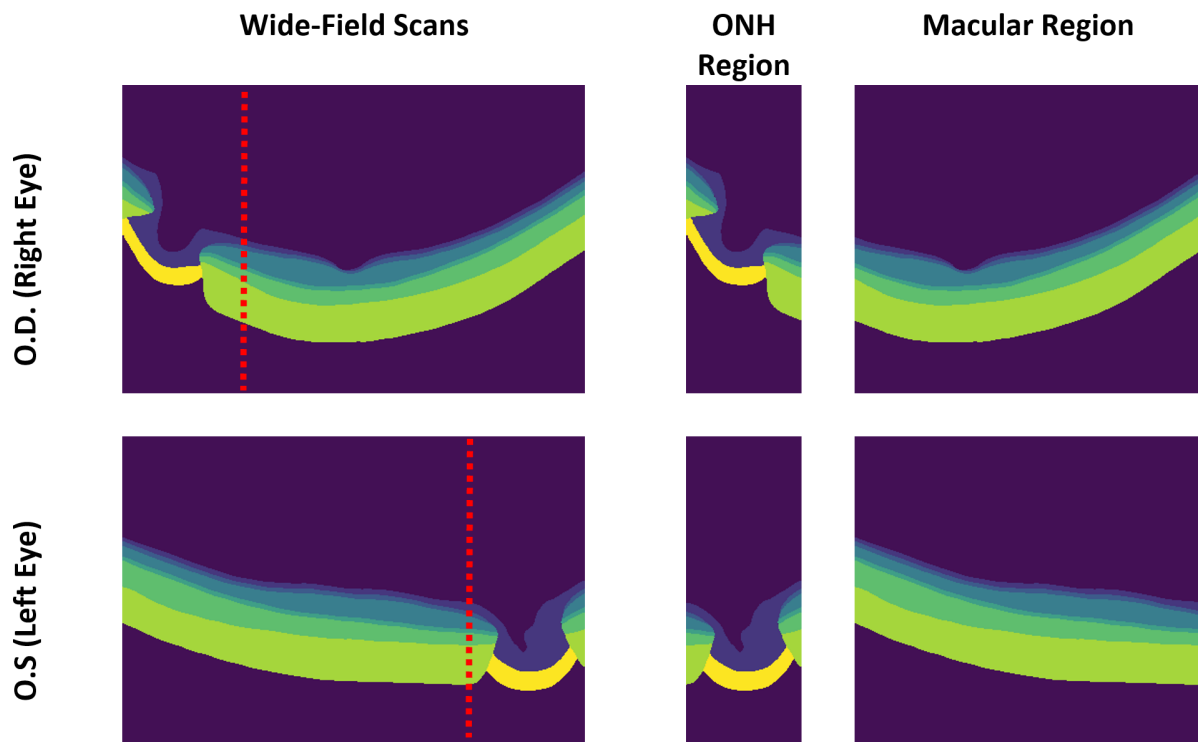 Wide-Field Scans
ONH
Region
Macular Region
O.D. (Right Eye)
O.S (Left Eye)